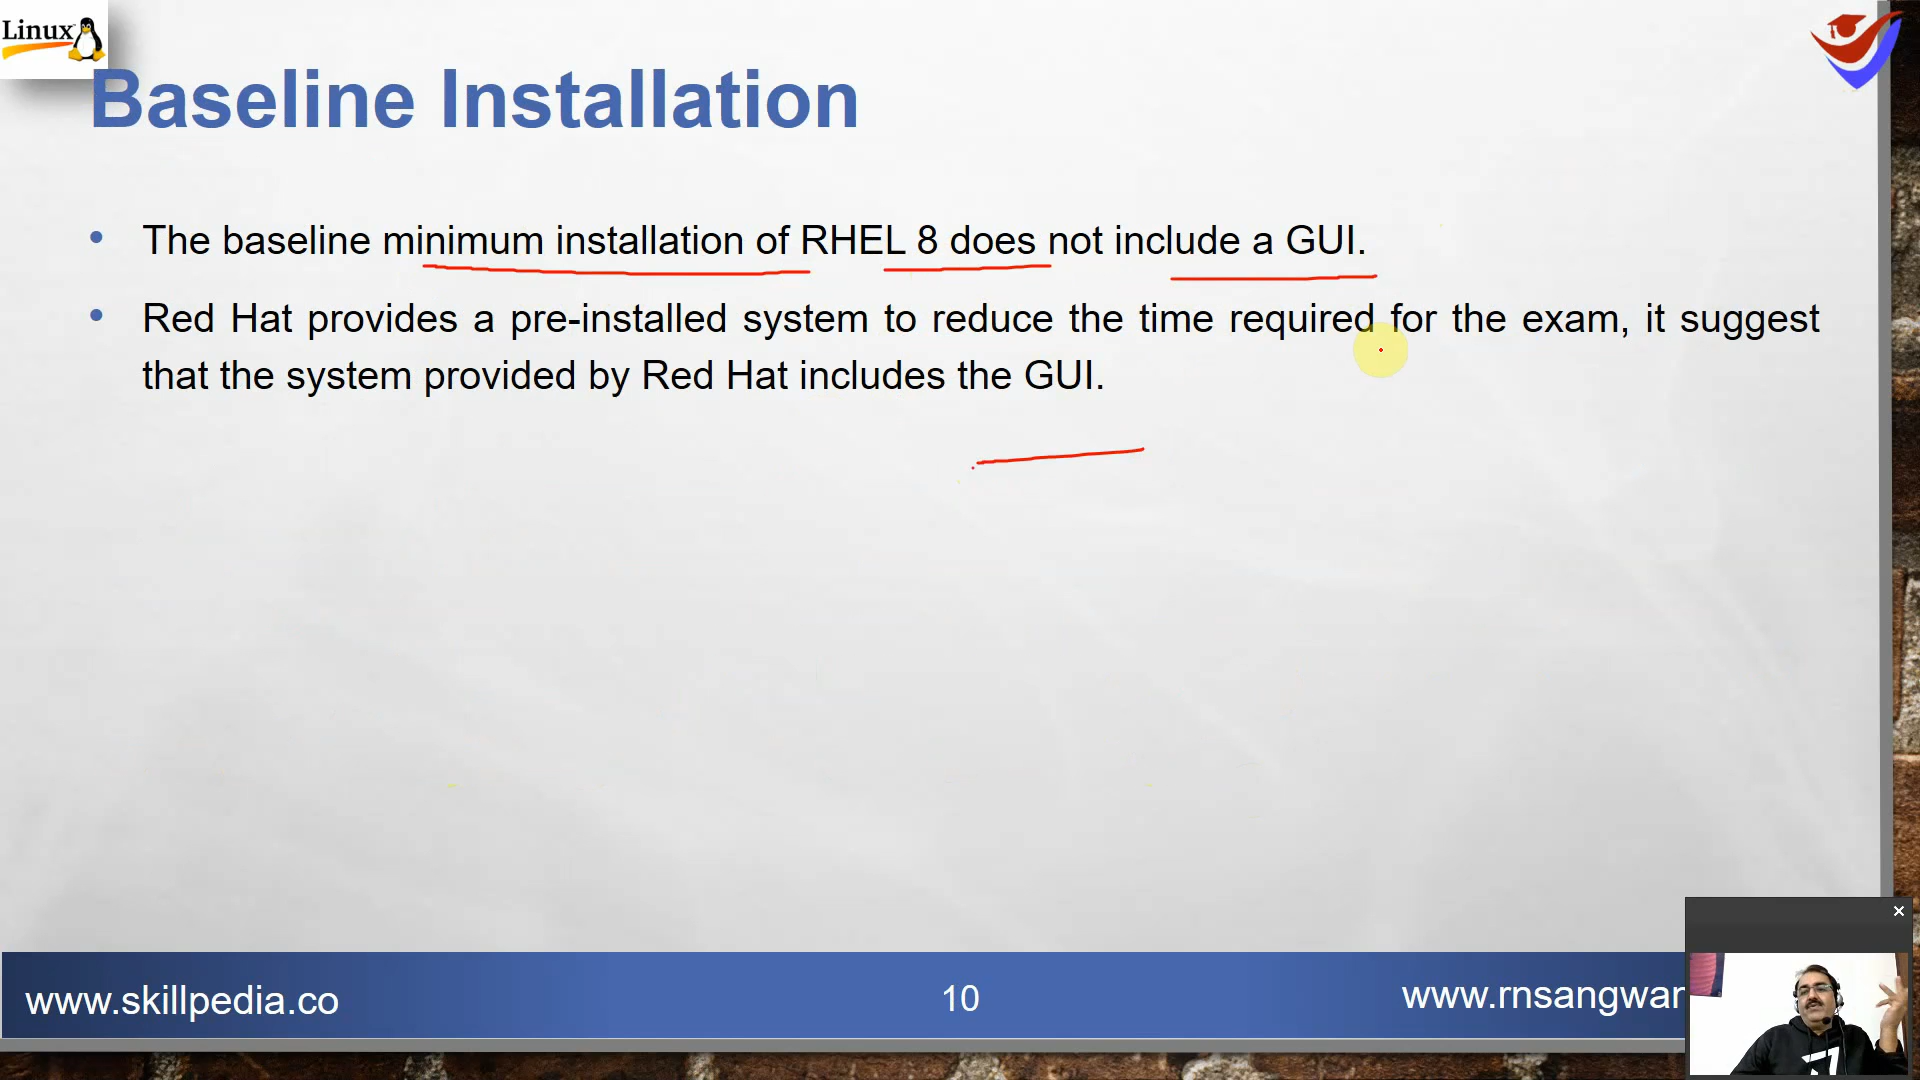 Linux
Baseline Installation
• The baseline minimum installation of RHEL 8 does not include a GUI.
• Red Hat provides a pre-installed system to reduce the time required for the exam, it suggest
that the system provided by Red Hat includes the GUI.
www.skillpedia.co
10
www.rnsangwan